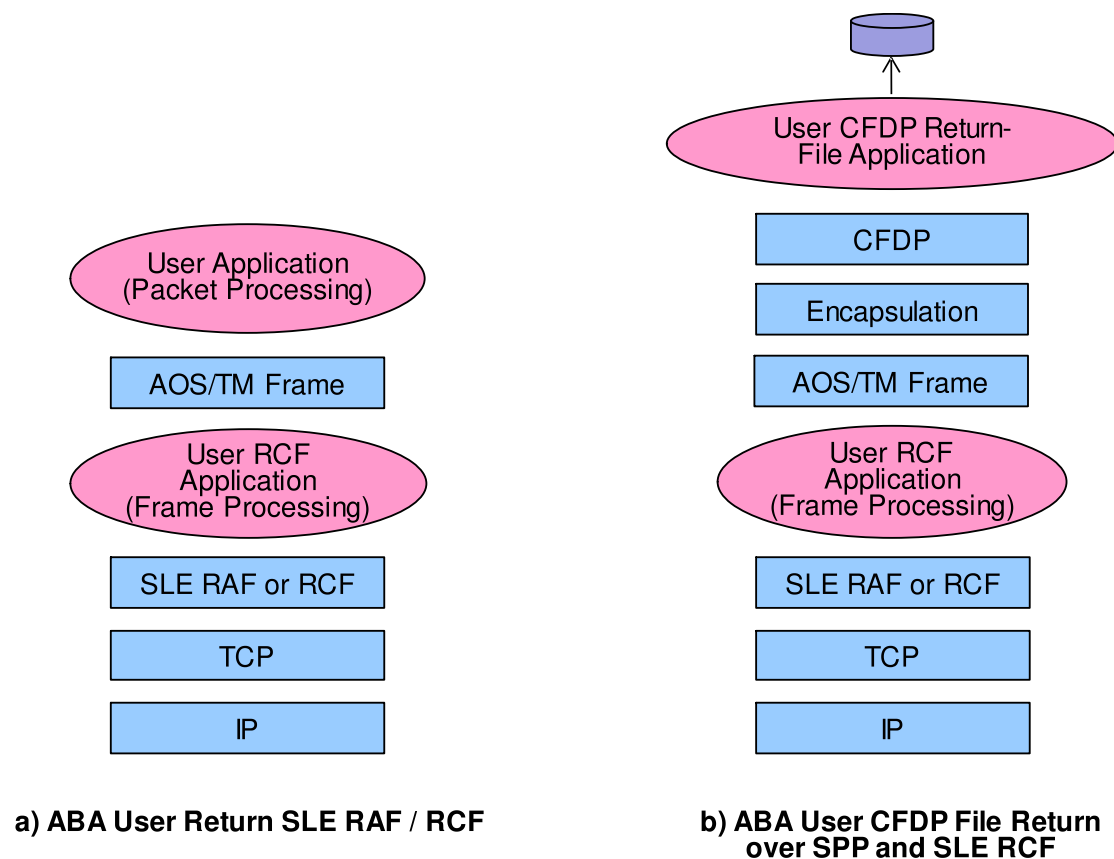 User Application
(Packet Processing)
AOS/TM Frame
User RCF
Application
(Frame Processing)
SLE RAF or RCF
TCP
IP
a) ABA User Return SLE RAF / RCF
User CFDP Return-
File Application
CFDP
Encapsulation
AOS/TM Frame
User RCF
Application
(Frame Processing)
SLE RAF or RCF
TCP
IP
b) ABA User CFDP File Return
over SPP and SLE RCF